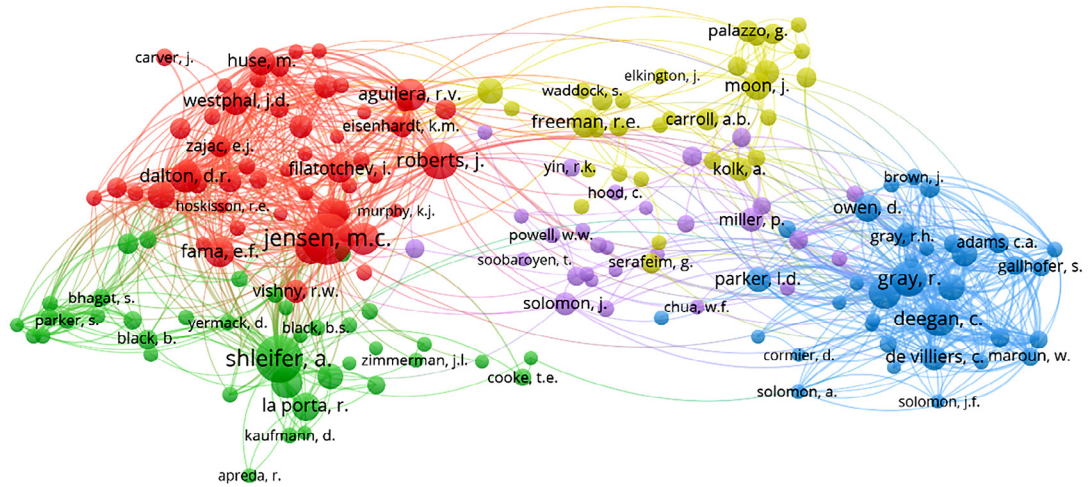 palazzo, g.
carver, j.
huse, m.
elkington, j.
moon, j.
westphal, j.d.
aguilera, r.v.
waddock, s.
eisenhardt, k.m.
freeman, r.e.
carroll, a.b.
zajac, e.j.
roberts, j.
dalton, d.r.
filatotchev, i.
yin, r.k.
kolk, a.
brown, j.
hood, c.
hoskisson, r.e.
murphy, k.j.
miller, p.
owen, d.
jensen, m.c.
powell, w.w.
gray, r.h.
adams, c.a.
fama, e.f.
soobaroyen, t.
serafeim, g.
gallhofer, s.
vishny, r.w.
parker, l.d.
gray, r.
bhagat, s.
solomon, j.
chua, w.f.
parker, s.
yermack, d.
black, b.s.
deegan, c.
black, b.
shleifer, a.
zimmerman, j.l.
cormier, d.
de villiers, c.
maroun, w.
cooke, t.e.
solomon, a.
la porta, r.
solomon, j.f.
kaufmann, d.
apreda, r.